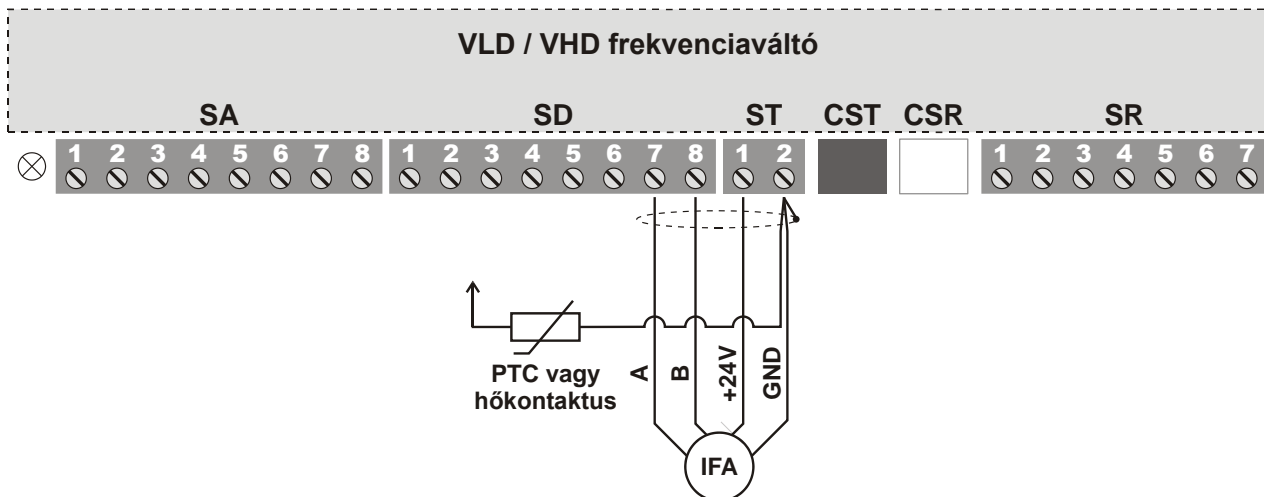 VLD / VHD frekvenciaváltó
SA SD ST CST CSR SR
1 2 3 4 5 6 7 8 1 2 3 4 5 6 7 8 1 2 1 2 3 4 5 6 7
PTC vagy
hőkontaktus
A
B
+24V
GND
IFA